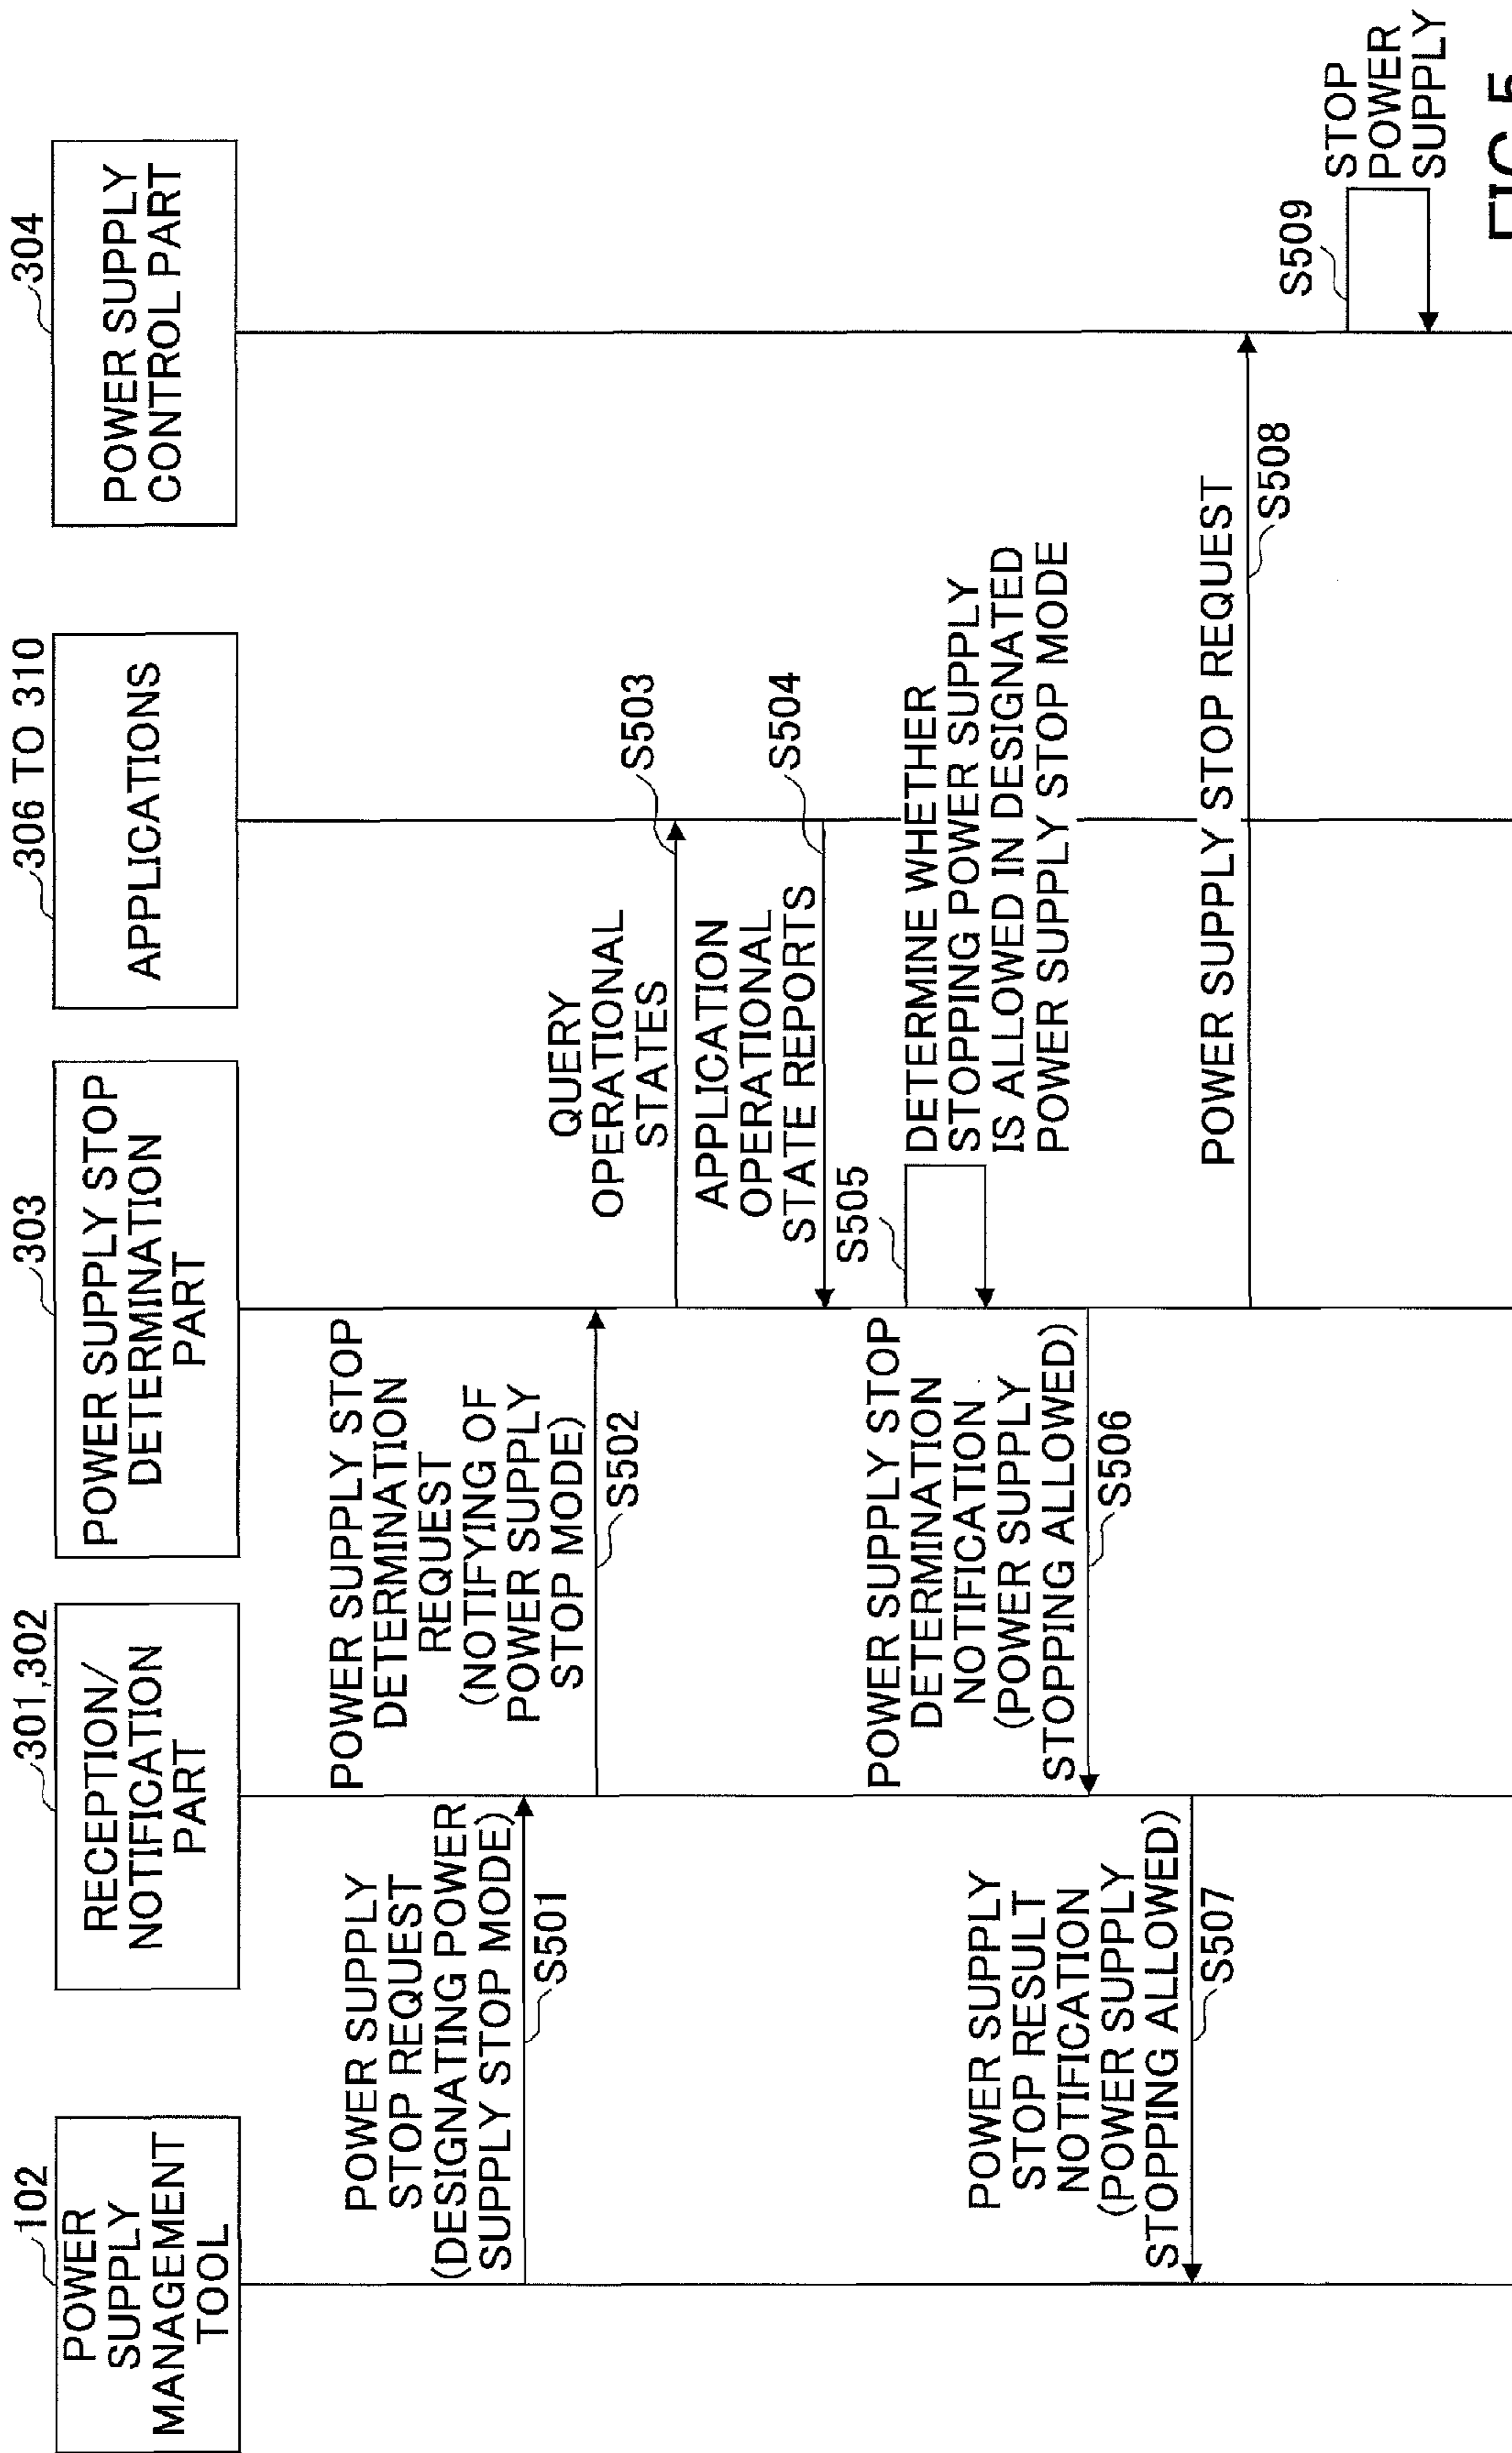 102
POWER
SUPPLY
MANAGEMENT
TOOL
301,302
RECEPTION/
NOTIFICATION
PART
303
POWER SUPPLY STOP
DETERMINATION
PART
306 TO 310
APPLICATIONS
304
POWER SUPPLY
CONTROL PART
POWER SUPPLY
STOP REQUEST
(DESIGNATING POWER
SUPPLY STOP MODE)
S501
POWER SUPPLY STOP
DETERMINATION
REQUEST
(NOTIFYING OF
POWER SUPPLY
STOP MODE)
S502
QUERY
OPERATIONAL
STATES
S503
APPLICATION
OPERATIONAL
STATE REPORTS
S504
S505
DETERMINE WHETHER
STOPPING POWER SUPPLY
IS ALLOWED IN DESIGNATED
POWER SUPPLY STOP MODE
POWER SUPPLY STOP
DETERMINATION
NOTIFICATION
(POWER SUPPLY
STOPPING ALLOWED)
S506
POWER SUPPLY
STOP RESULT
NOTIFICATION
(POWER SUPPLY
STOPPING ALLOWED)
S507
POWER SUPPLY STOP REQUEST
S508
S509
STOP
POWER
SUPPLY
FIG.5